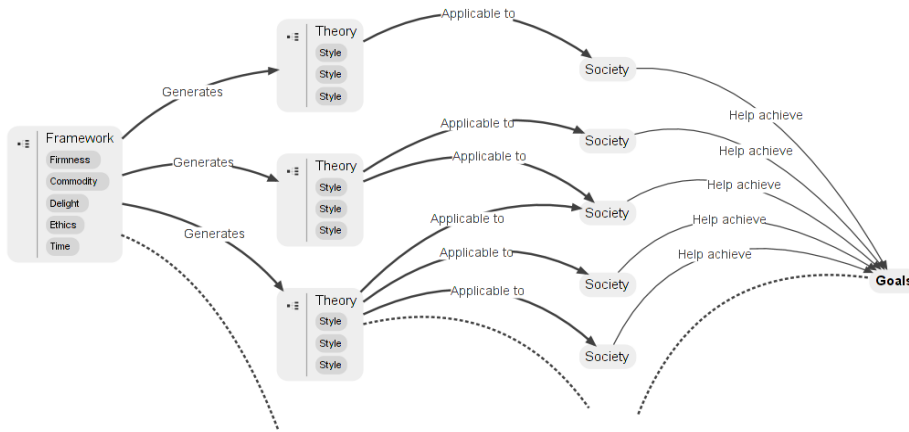 Framework
Firmness
Commodity
Delight
Ethics
Time
Generates
Generates
Generates
Theory
Style
Style
Style
Theory
Style
Style
Style
Theory
Style
Style
Style
Applicable to
Applicable to
Applicable to
Applicable to
Applicable to
Applicable to
Society
Society
Society
Society
Society
Help achieve
Help achieve
Help achieve
Help achieve
Help achieve
Goals